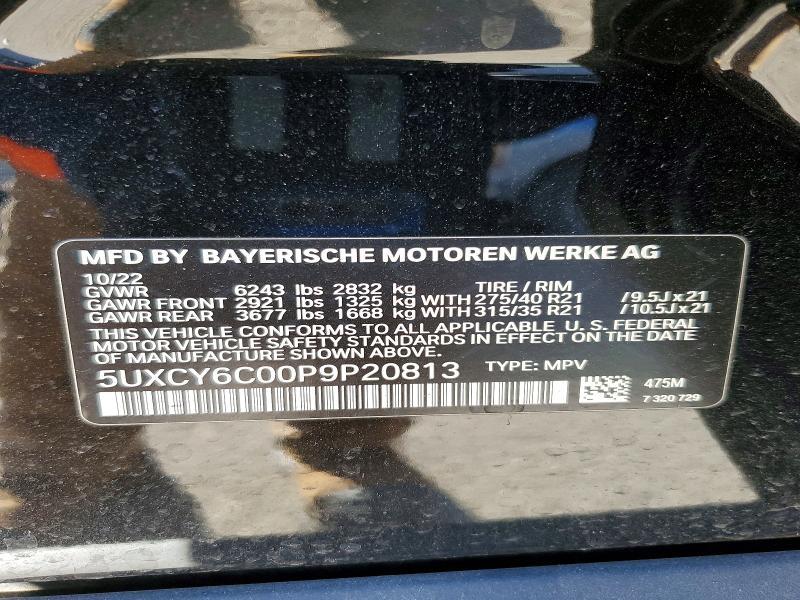 MFD BY BAYERISCHE MOTOREN WERKE AG
10/22
GVWR 6243 lbs 2832 kg TIRE / RIM
GAWR FRONT 2921 lbs 1325 kg WITH 275/40 R21 / 9.5J x 21
GAWR REAR 3677 lbs 1668 kg WITH 315/35 R21 / 10.5J x 21
THIS VEHICLE CONFORMS TO ALL APPLICABLE U. S. FEDERAL
MOTOR VEHICLE SAFETY STANDARDS IN EFFECT ON THE DATE
OF MANUFACTURE SHOWN ABOVE.
5UXCY6C00P9P20813 TYPE: MPV
475M
7 320 729